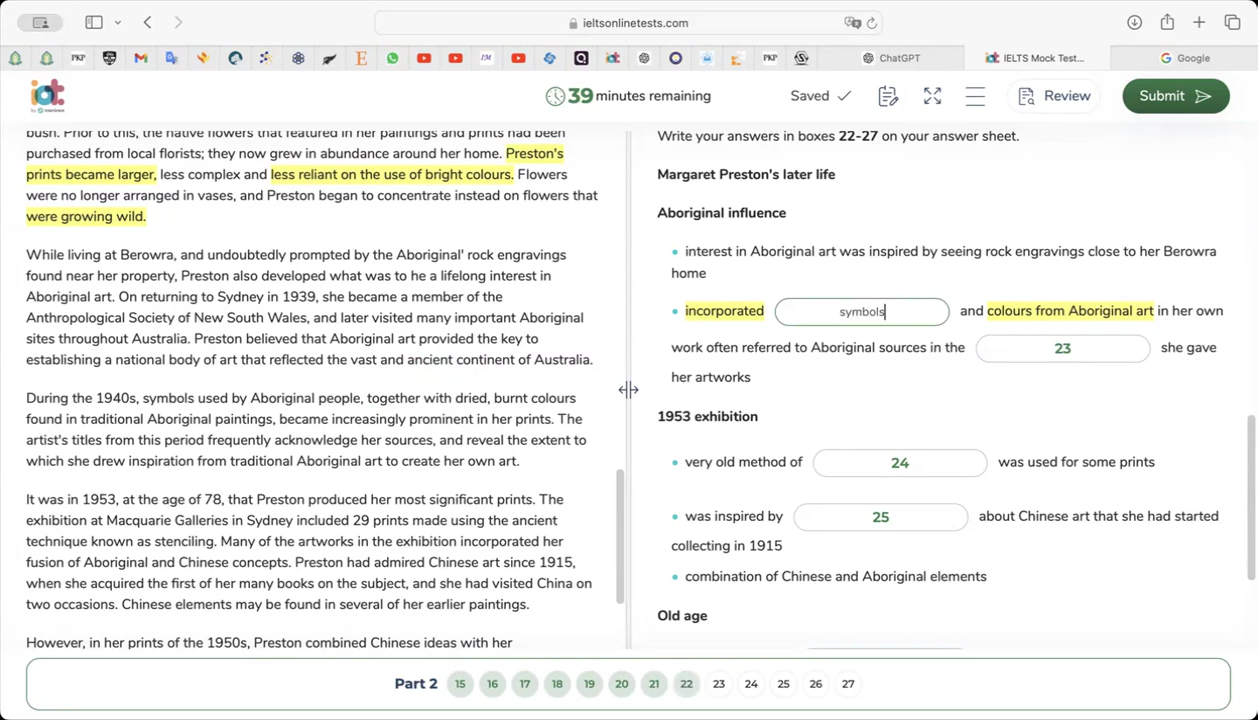 ieltsonlinetests.com
PKP
E
IM
Q
iot
PKP
ChatGPT
iot
IELTS Mock Test...
Google
iot
39 minutes remaining
Saved
Review
Submit
bush. Prior to this, the native flowers that featured in her paintings and prints had been
purchased from local florists; they now grew in abundance around her home. Preston's
prints became larger, less complex and less reliant on the use of bright colours. Flowers
were no longer arranged in vases, and Preston began to concentrate instead on flowers that
were growing wild.
While living at Berowra, and undoubtedly prompted by the Aboriginal' rock engravings
found near her property, Preston also developed what was to he a lifelong interest in
Aboriginal art. On returning to Sydney in 1939, she became a member of the
Anthropological Society of New South Wales, and later visited many important Aboriginal
sites throughout Australia. Preston believed that Aboriginal art provided the key to
establishing a national body of art that reflected the vast and ancient continent of Australia.
During the 1940s, symbols used by Aboriginal people, together with dried, burnt colours
found in traditional Aboriginal paintings, became increasingly prominent in her prints. The
artist's titles from this period frequently acknowledge her sources, and reveal the extent to
which she drew inspiration from traditional Aboriginal art to create her own art.
It was in 1953, at the age of 78, that Preston produced her most significant prints. The
exhibition at Macquarie Galleries in Sydney included 29 prints made using the ancient
technique known as stenciling. Many of the artworks in the exhibition incorporated her
fusion of Aboriginal and Chinese concepts. Preston had admired Chinese art since 1915,
when she acquired the first of her many books on the subject, and she had visited China on
two occasions. Chinese elements may be found in several of her earlier paintings.
However, in her prints of the 1950s, Preston combined Chinese ideas with her
Write your answers in boxes 22-27 on your answer sheet.
Margaret Preston's later life
Aboriginal influence
• interest in Aboriginal art was inspired by seeing rock engravings close to her Berowra
home
• incorporated symbols and colours from Aboriginal art in her own
work often referred to Aboriginal sources in the 23 she gave
her artworks
1953 exhibition
• very old method of 24 was used for some prints
• was inspired by 25 about Chinese art that she had started
collecting in 1915
• combination of Chinese and Aboriginal elements
Old age
Part 2 15 16 17 18 19 20 21 22 23 24 25 26 27